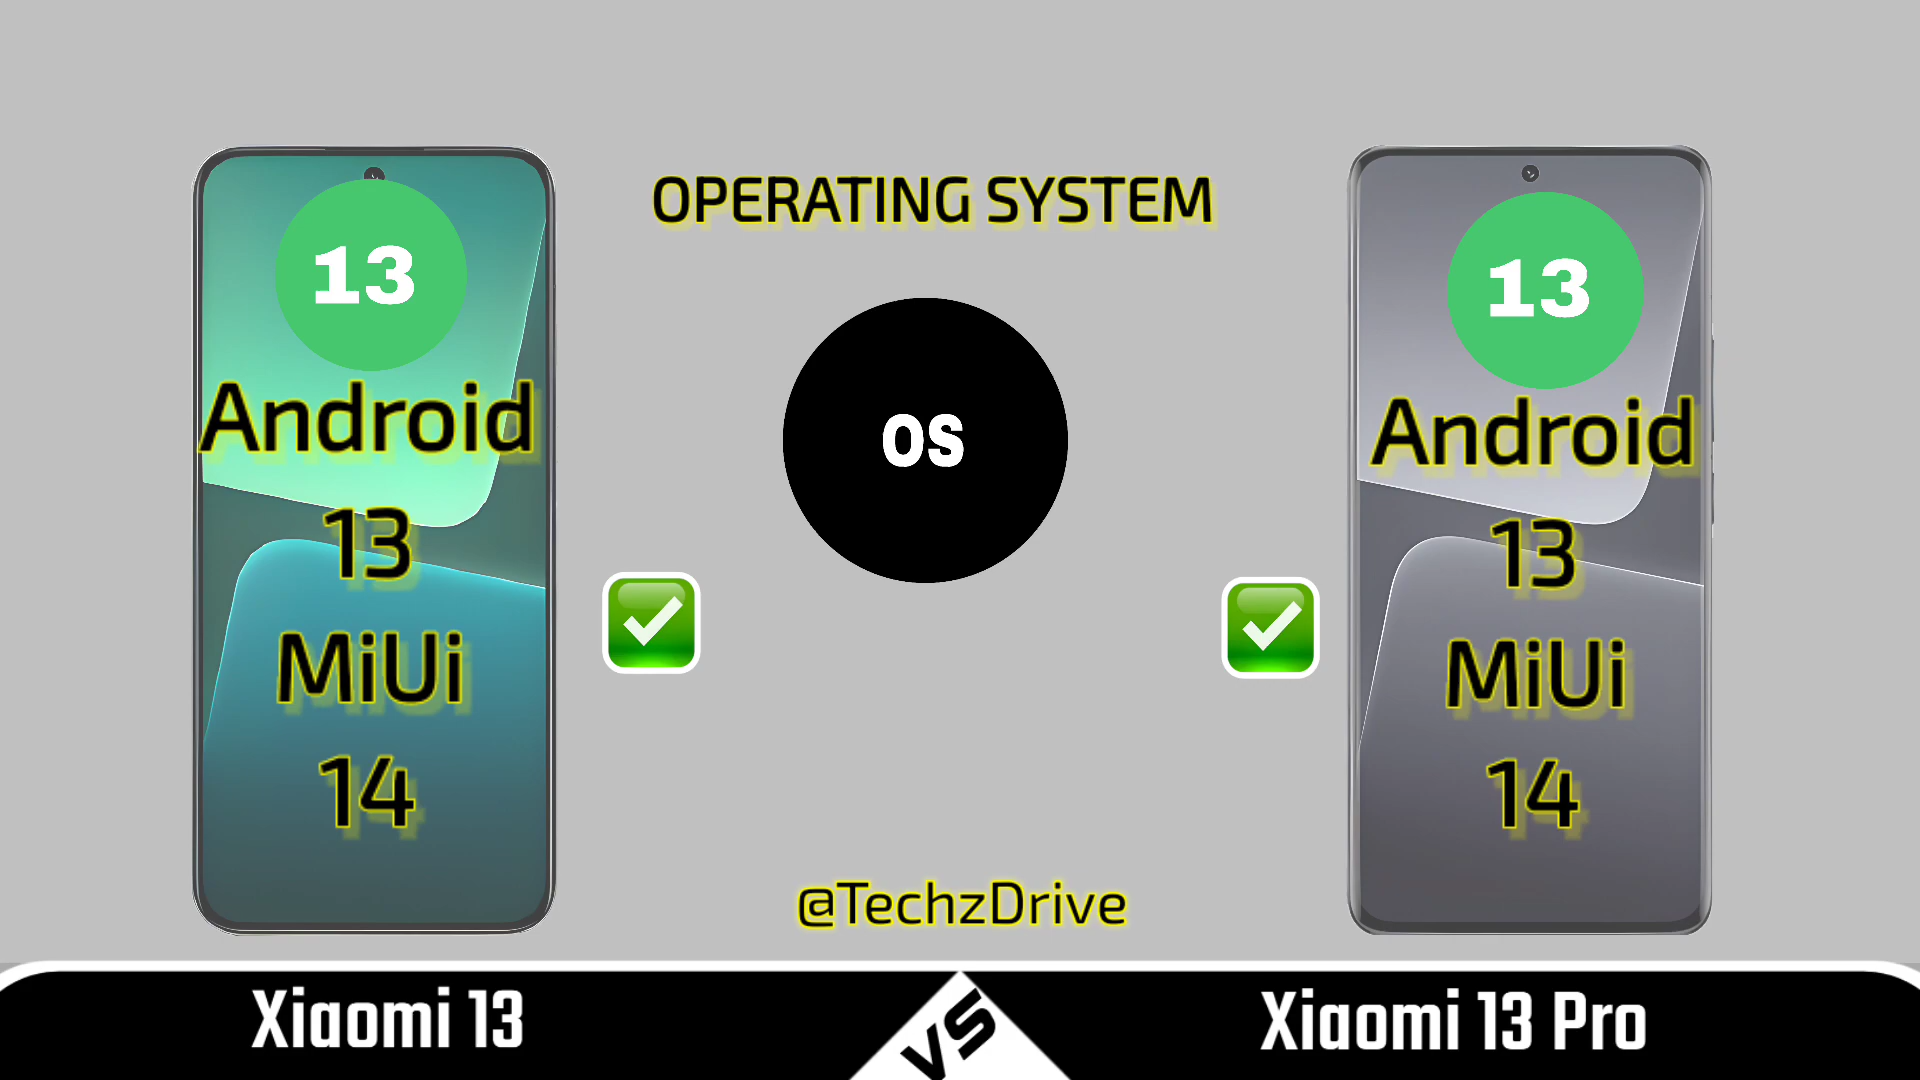 OPERATING SYSTEM
13
Android
13
MiUi
14
OS
13
Android
13
MiUi
14
@TechzDrive
Xiaomi 13
VS
Xiaomi 13 Pro